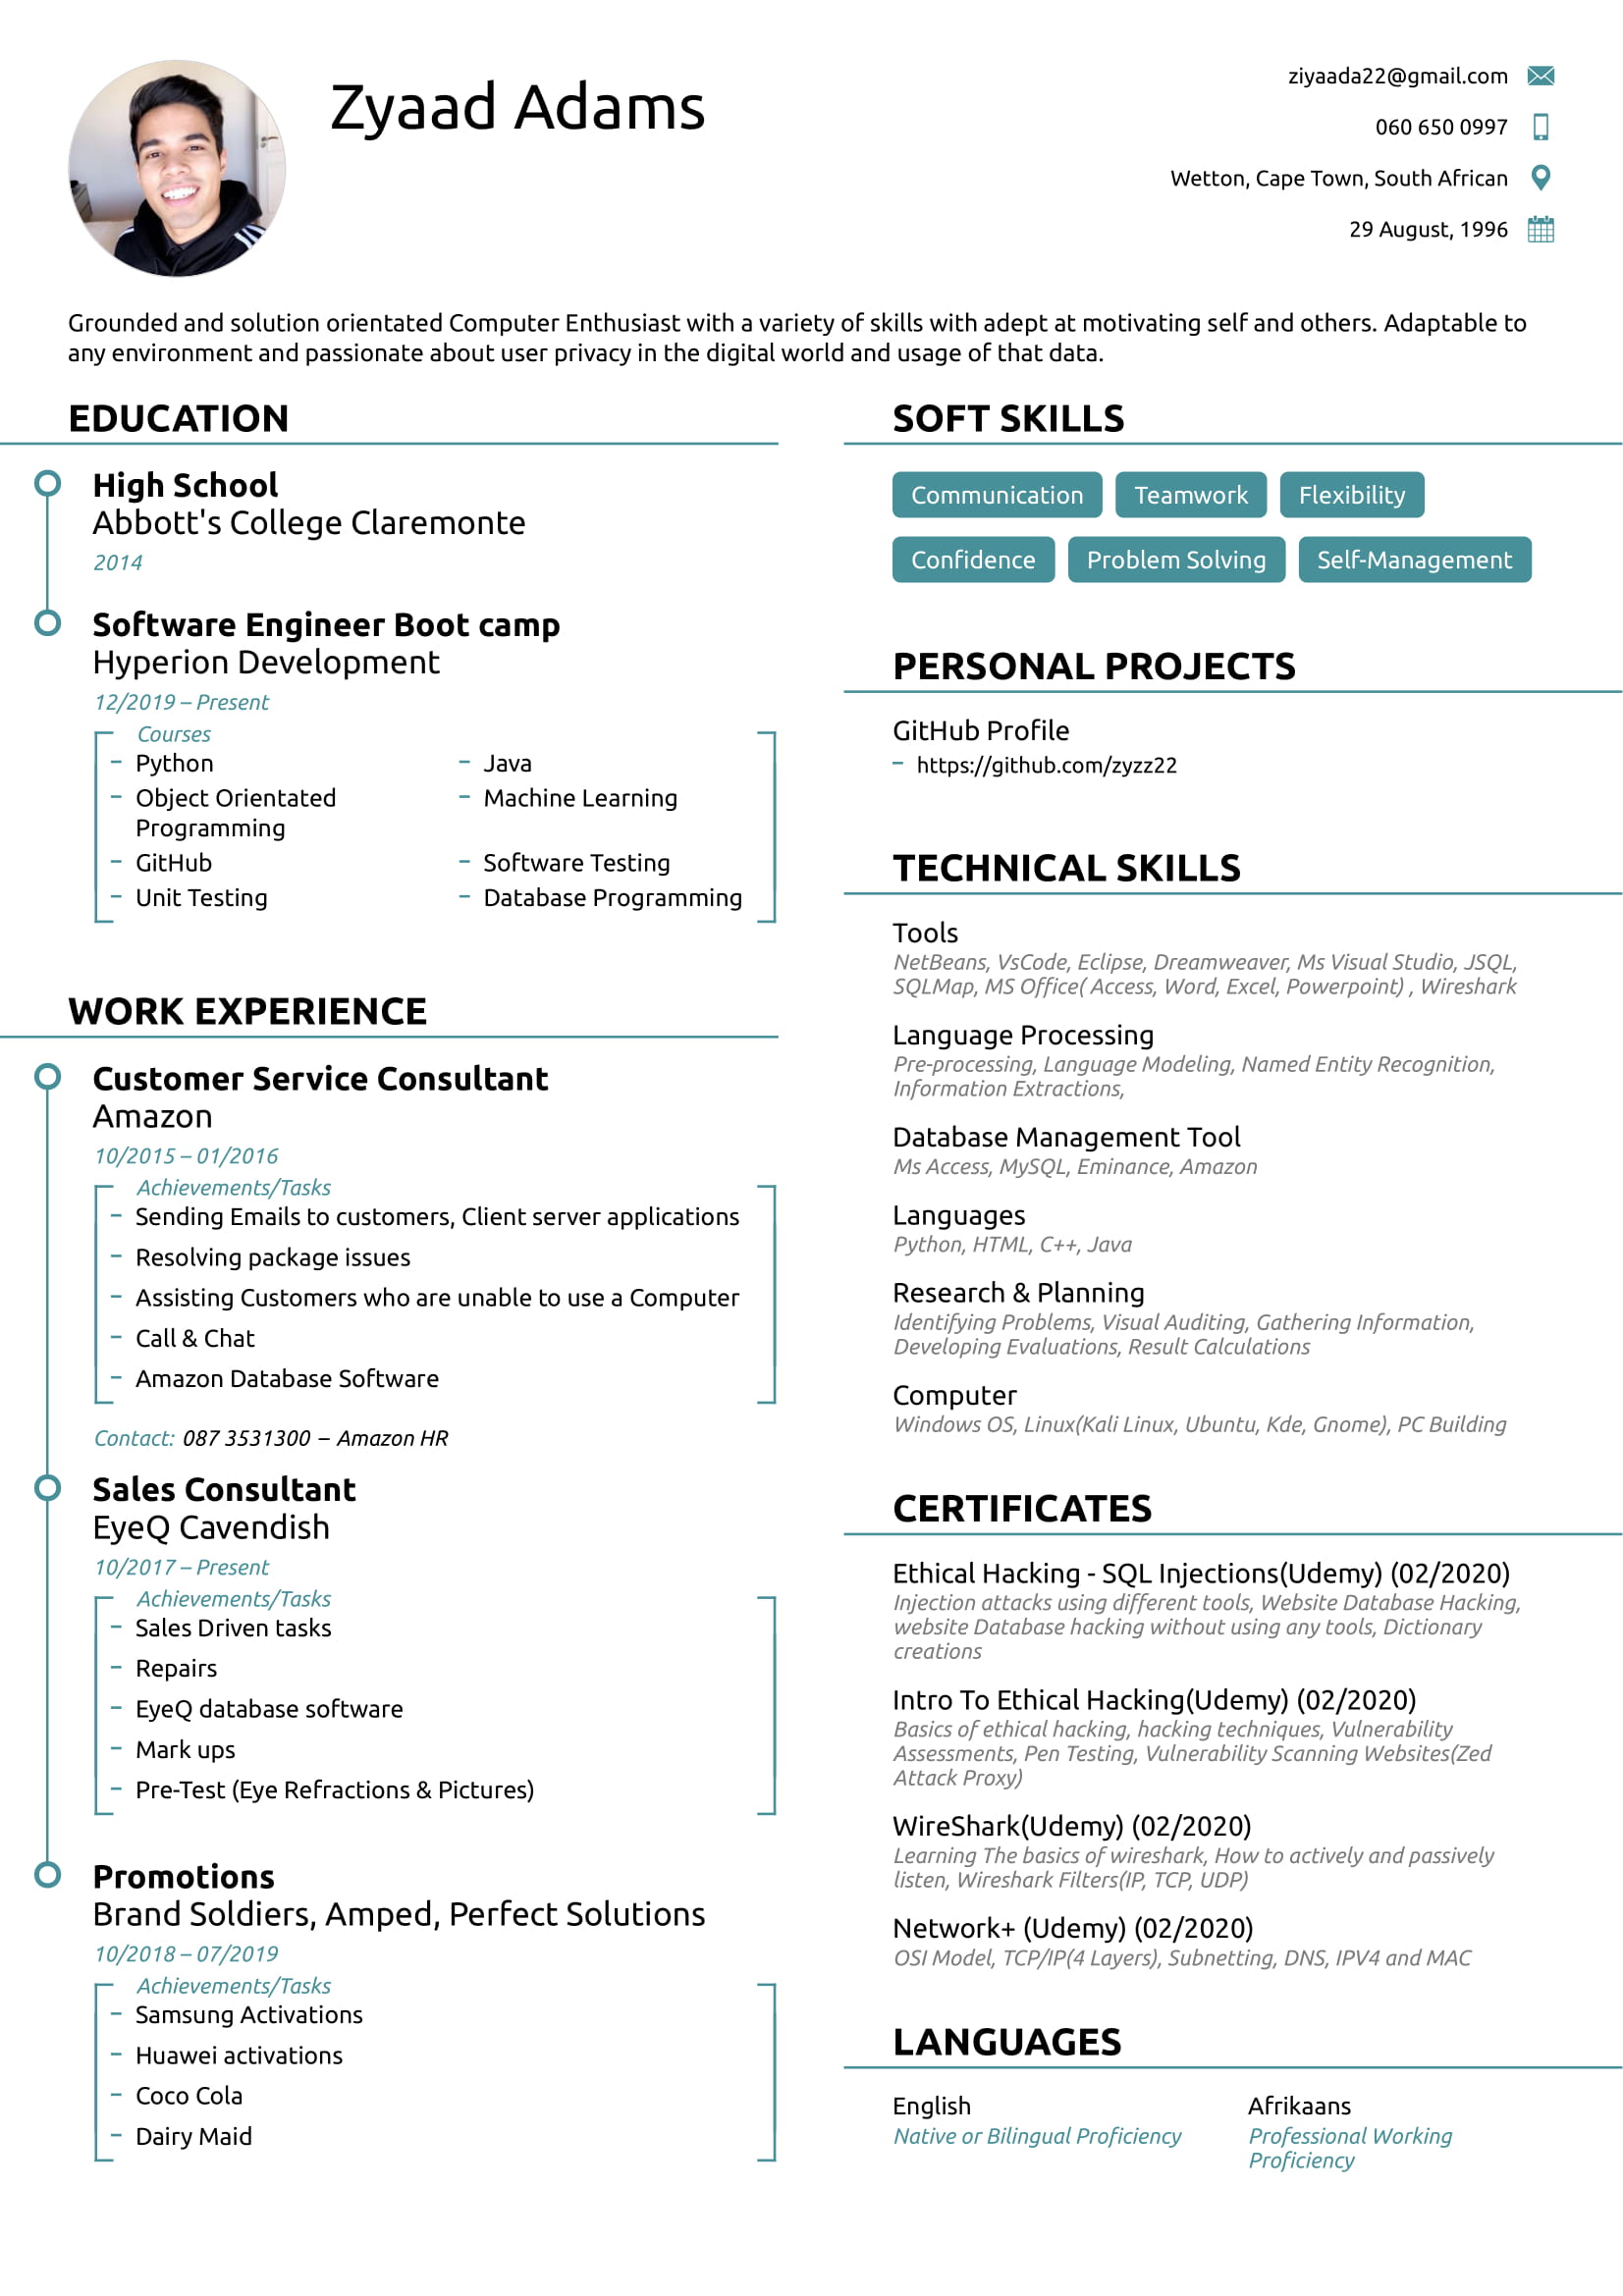 Zyaad Adams
ziyaada22@gmail.com
060 650 0997
Wetton, Cape Town, South African
29 August, 1996
Grounded and solution orientated Computer Enthusiast with a variety of skills with adept at motivating self and others. Adaptable to
any environment and passionate about user privacy in the digital world and usage of that data.
EDUCATION
High School
Abbott's College Claremonte
2014
Software Engineer Boot camp
Hyperion Development
12/2019 – Present
Courses
– Python
– Java
– Object Orientated
Programming
– Machine Learning
– GitHub
– Software Testing
– Unit Testing
– Database Programming
WORK EXPERIENCE
Customer Service Consultant
Amazon
10/2015 – 01/2016
Achievements/Tasks
– Sending Emails to customers, Client server applications
– Resolving package issues
– Assisting Customers who are unable to use a Computer
– Call & Chat
– Amazon Database Software
Contact: 087 3531300 – Amazon HR
Sales Consultant
EyeQ Cavendish
10/2017 – Present
Achievements/Tasks
– Sales Driven tasks
– Repairs
– EyeQ database software
– Mark ups
– Pre-Test (Eye Refractions & Pictures)
Promotions
Brand Soldiers, Amped, Perfect Solutions
10/2018 – 07/2019
Achievements/Tasks
– Samsung Activations
– Huawei activations
– Coco Cola
– Dairy Maid
SOFT SKILLS
Communication Teamwork Flexibility
Confidence Problem Solving Self-Management
PERSONAL PROJECTS
GitHub Profile
– https://github.com/zyzz22
TECHNICAL SKILLS
Tools
NetBeans, VsCode, Eclipse, Dreamweaver, Ms Visual Studio, JSQL,
SQLMap, MS Office( Access, Word, Excel, Powerpoint) , Wireshark
Language Processing
Pre-processing, Language Modeling, Named Entity Recognition,
Information Extractions,
Database Management Tool
Ms Access, MySQL, Eminance, Amazon
Languages
Python, HTML, C++, Java
Research & Planning
Identifying Problems, Visual Auditing, Gathering Information,
Developing Evaluations, Result Calculations
Computer
Windows OS, Linux(Kali Linux, Ubuntu, Kde, Gnome), PC Building
CERTIFICATES
Ethical Hacking - SQL Injections(Udemy) (02/2020)
Injection attacks using different tools, Website Database Hacking,
website Database hacking without using any tools, Dictionary
creations
Intro To Ethical Hacking(Udemy) (02/2020)
Basics of ethical hacking, hacking techniques, Vulnerability
Assessments, Pen Testing, Vulnerability Scanning Websites(Zed
Attack Proxy)
WireShark(Udemy) (02/2020)
Learning The basics of wireshark, How to actively and passively
listen, Wireshark Filters(IP, TCP, UDP)
Network+ (Udemy) (02/2020)
OSI Model, TCP/IP(4 Layers), Subnetting, DNS, IPV4 and MAC
LANGUAGES
English
Native or Bilingual Proficiency
Afrikaans
Professional Working
Proficiency